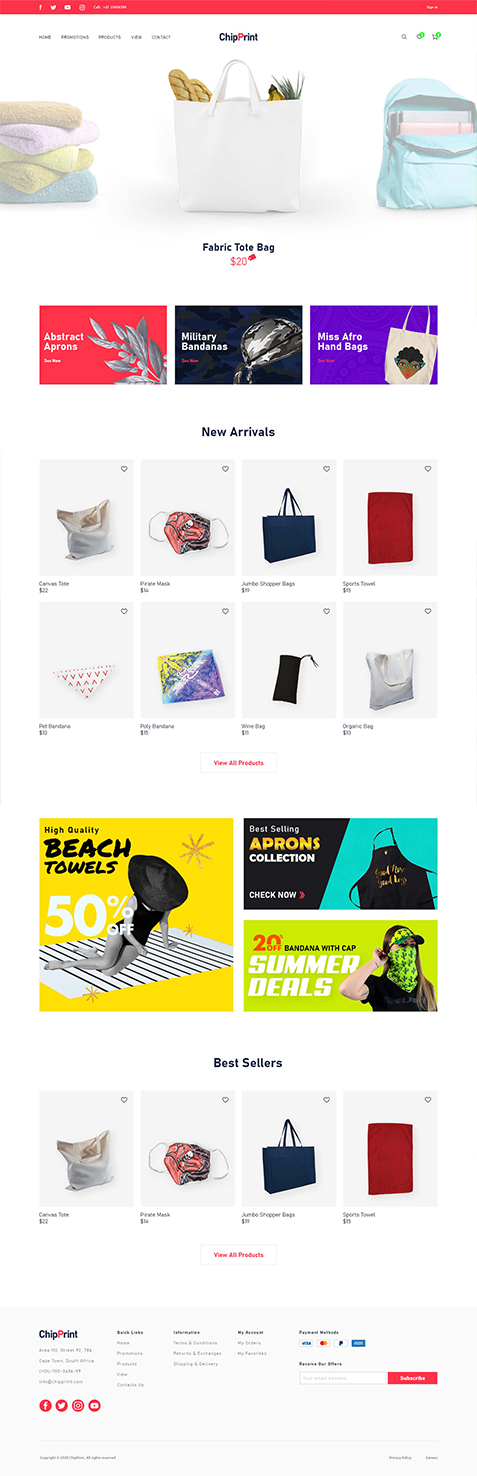 Call: +01 23456789
Sign in
HOME PROMOTIONS PRODUCTS VIEW CONTACT
ChipPrint
Fabric Tote Bag
$20
Abstract
Aprons
See Now
Military
Bandanas
See Now
Miss Afro
Hand Bags
See Now
New Arrivals
Canvas Tote
$22
Pirate Mask
$14
Jumbo Shopper Bags
$19
Sports Towel
$15
Pet Bandana
$10
Poly Bandana
$15
Wine Bag
$11
Organic Bag
$10
View All Products
High Quality
BEACH
TOWELS
50%
OFF
Best Selling
APRONS
COLLECTION
CHECK NOW
20%
OFF
BANDANA WITH CAP
SUMMER
DEALS
Best Sellers
Canvas Tote
$22
Pirate Mask
$14
Jumbo Shopper Bags
$19
Sports Towel
$15
View All Products
ChipPrint
Area 110, Street 92, 786
Cape Town, South Africa.
(+01)-700-3456-99
info@chipprint.com
Quick Links
Home
Promotions
Products
View
Contacts Us
Information
Terms & Conditions
Returns & Exchanges
Shipping & Delivery
My Account
My Orders
My Favorites
Payment Methods
VISA
Receive Our Offers
Your email address
Subscribe
Copyright © 2020 ChipPrint. All rights reserved
Privacy Policy
Careers